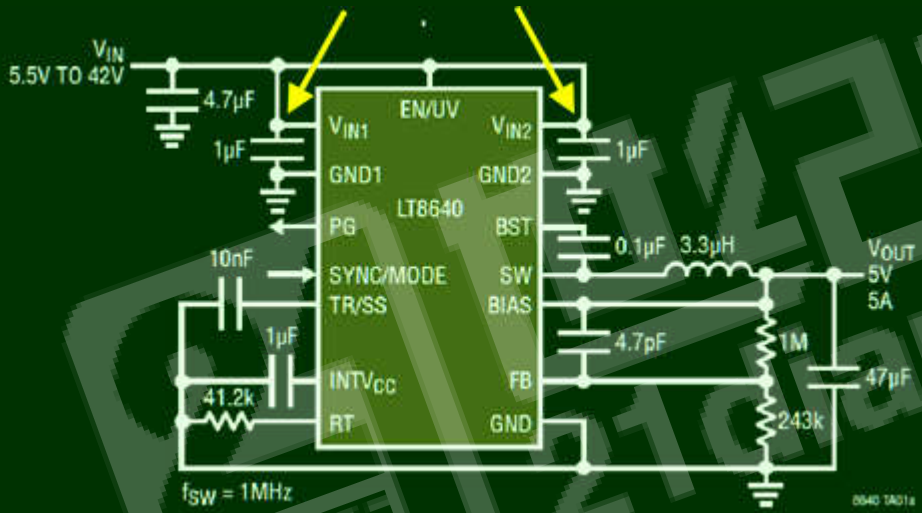 VIN
5.5V TO 42V
4.7µF
1µF
VIN1
EN/UV
VIN2
1µF
GND1
GND2
LT8640
PG
BST
0.1µF
3.3µH
10nF
SYNC/MODE
SW
VOUT
5V
5A
TR/SS
BIAS
1µF
4.7pF
1M
INTVCC
FB
47µF
41.2k
RT
GND
243k
fSW = 1MHz
8640 TA01a